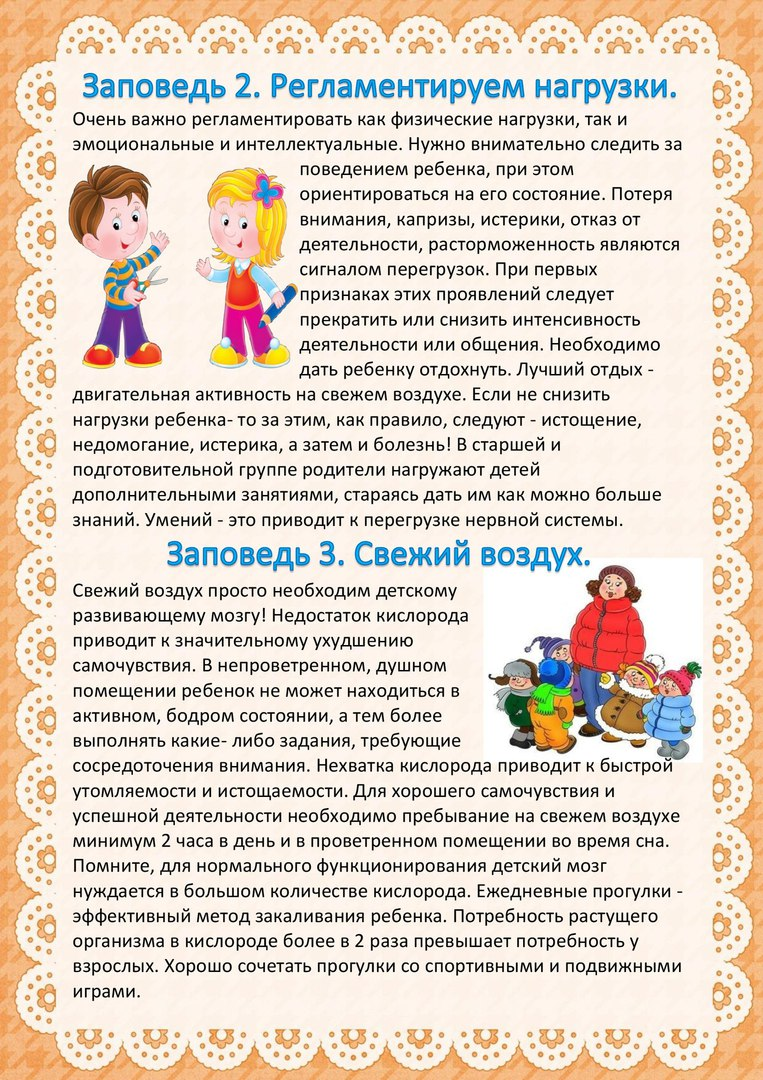 Заповедь 2. Регламентируем нагрузки.
Очень важно регламентировать как физические нагрузки, так и
эмоциональные и интеллектуальные. Нужно внимательно следить за
поведением ребенка, при этом
ориентироваться на его состояние. Потеря
внимания, капризы, истерики, отказ от
деятельности, расторможенность являются
сигналом перегрузок. При первых
признаках этих проявлений следует
прекратить или снизить интенсивность
деятельности или общения. Необходимо
дать ребенку отдохнуть. Лучший отдых -
двигательная активность на свежем воздухе. Если не снизить
нагрузки ребенка- то за этим, как правило, следуют - истощение,
недомогание, истерика, а затем и болезнь! В старшей и
подготовительной группе родители нагружают детей
дополнительными занятиями, стараясь дать им как можно больше
знаний. Умений - это приводит к перегрузке нервной системы.
Заповедь 3. Свежий воздух.
Свежий воздух просто необходим детскому
развивающему мозгу! Недостаток кислорода
приводит к значительному ухудшению
самочувствия. В непроветренном, душном
помещении ребенок не может находиться в
активном, бодром состоянии, а тем более
выполнять какие- либо задания, требующие
сосредоточения внимания. Нехватка кислорода приводит к быстрой
утомляемости и истощаемости. Для хорошего самочувствия и
успешной деятельности необходимо пребывание на свежем воздухе
минимум 2 часа в день и в проветренном помещении во время сна.
Помните, для нормального функционирования детский мозг
нуждается в большом количестве кислорода. Ежедневные прогулки -
эффективный метод закаливания ребенка. Потребность растущего
организма в кислороде более в 2 раза превышает потребность у
взрослых. Хорошо сочетать прогулки со спортивными и подвижными
играми.